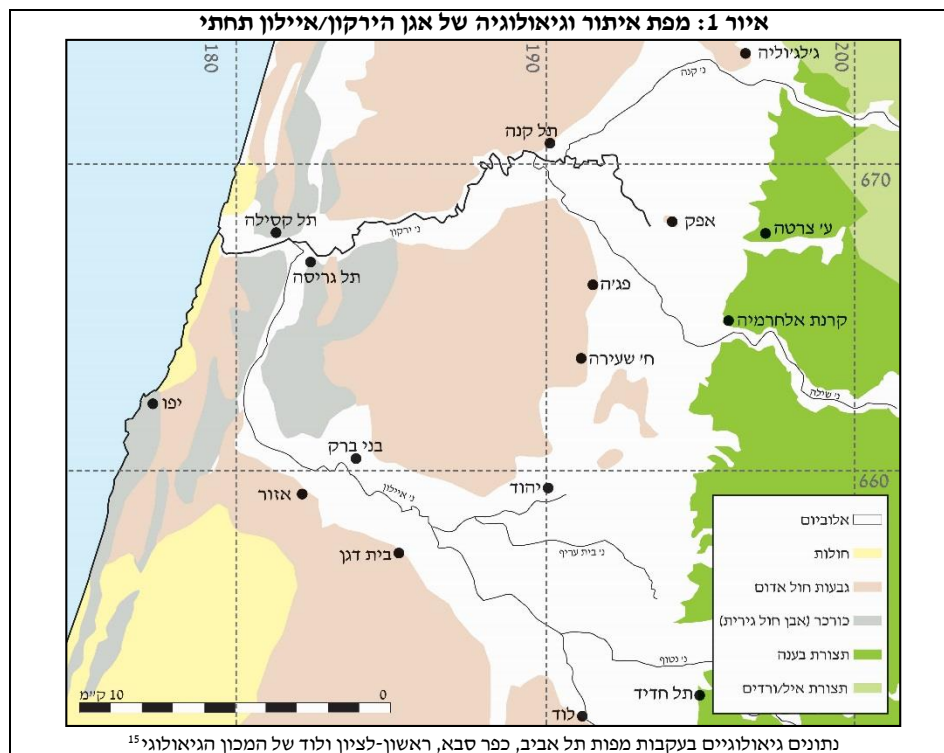 איור 1: מפת איתור וגיאולוגיה של אגן הירקון/איילון תחתי
180
190
200
ג'לג'וליה
נ' קנה
תל קנה
670
תל קסילה
נ' ירקון
אפק
ע' צרטה
תל גריסה
פג'ה
קרנת אלחרמיה
ח' שעירה
נ' שילה
יפו
בני ברק
660
אזור
נ' איילון
יהוד
בית דגן
נ' בית עריף
נ' נטוף
תל חדיד
לוד
אלוביום
חולות
גבעות חול אדום
כורכר (אבן חול גירית)
תצורת בענה
תצורת איל/ורדים
10 ק"מ
0
נתונים גיאולוגיים בעקבות מפות תל אביב, כפר סבא, ראשון-לציון ולוד של המכון הגיאולוגי15